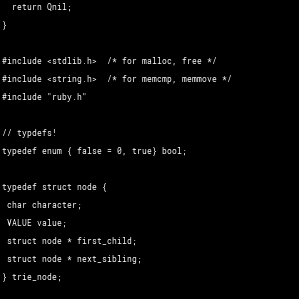 return Qnil;
}
#include <stdlib.h>  /* for malloc, free */
#include <string.h>  /* for memcmp, memmove */
#include "ruby.h"
// typdefs!
typedef enum { false = 0, true} bool;
typedef struct node {
char character;
VALUE value;
struct node * first_child;
struct node * next_sibling;
} trie_node;